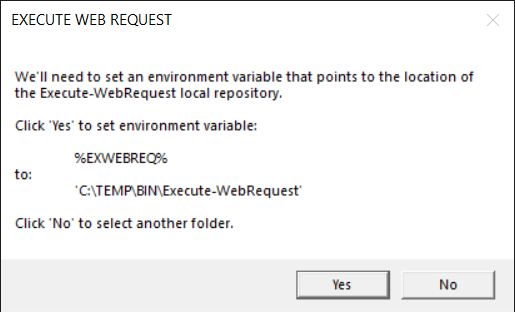 EXECUTE WEB REQUEST
We'll need to set an environment variable that points to the location of
the Execute-WebRequest local repository.
Click 'Yes' to set environment variable:
%EXWEBREQ%
to:
'C:\TEMP\BIN\Execute-WebRequest'
Click 'No' to select another folder.
Yes
No